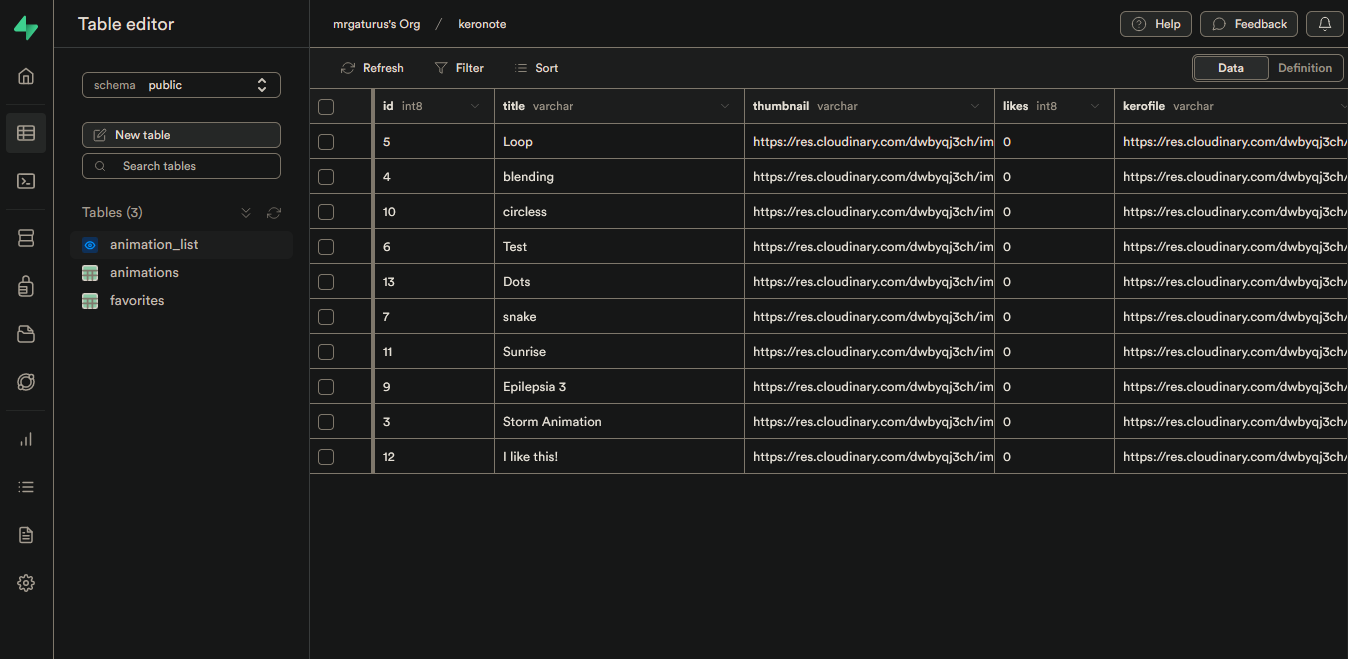 Table editor
mrgaturus's Org / keronote
Help
Feedback
schema public
New table
Search tables
Tables (3)
animation_list
animations
favorites
Refresh Filter Sort
Data Definition
id int8 title varchar thumbnail varchar likes int8 kerofile varchar
5 Loop https://res.cloudinary.com/dwbyqj3ch/im 0 https://res.cloudinary.com/dwbyqj3ch/
4 blending https://res.cloudinary.com/dwbyqj3ch/im 0 https://res.cloudinary.com/dwbyqj3ch/
10 circless https://res.cloudinary.com/dwbyqj3ch/im 0 https://res.cloudinary.com/dwbyqj3ch/
6 Test https://res.cloudinary.com/dwbyqj3ch/im 0 https://res.cloudinary.com/dwbyqj3ch/
13 Dots https://res.cloudinary.com/dwbyqj3ch/im 0 https://res.cloudinary.com/dwbyqj3ch/
7 snake https://res.cloudinary.com/dwbyqj3ch/im 0 https://res.cloudinary.com/dwbyqj3ch/
11 Sunrise https://res.cloudinary.com/dwbyqj3ch/im 0 https://res.cloudinary.com/dwbyqj3ch/
9 Epilepsia 3 https://res.cloudinary.com/dwbyqj3ch/im 0 https://res.cloudinary.com/dwbyqj3ch/
3 Storm Animation https://res.cloudinary.com/dwbyqj3ch/im 0 https://res.cloudinary.com/dwbyqj3ch/
12 I like this! https://res.cloudinary.com/dwbyqj3ch/im 0 https://res.cloudinary.com/dwbyqj3ch/